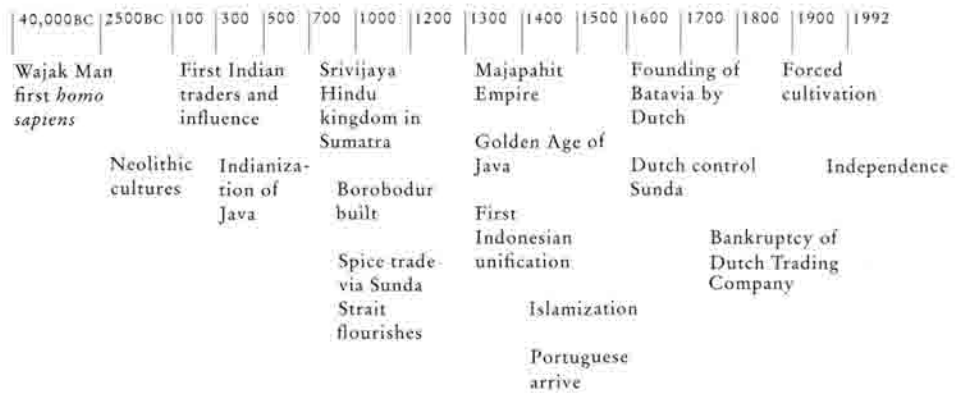 40,000BC 2500BC 100 300 500 700 1000 1200 1300 1400 1500 1600 1700 1800 1900 1992
Wajak Man
first homo
sapiens
Neolithic
cultures
First Indian
traders and
influence
Indianiza-
tion of
Java
Srivijaya
Hindu
kingdom in
Sumatra
Borobodur
built
Spice trade
via Sunda
Strait
flourishes
Majapahit
Empire
Golden Age of
Java
First
Indonesian
unification
Islamization
Portuguese
arrive
Founding of
Batavia by
Dutch
Dutch control
Sunda
Bankruptcy of
Dutch Trading
Company
Forced
cultivation
Independence